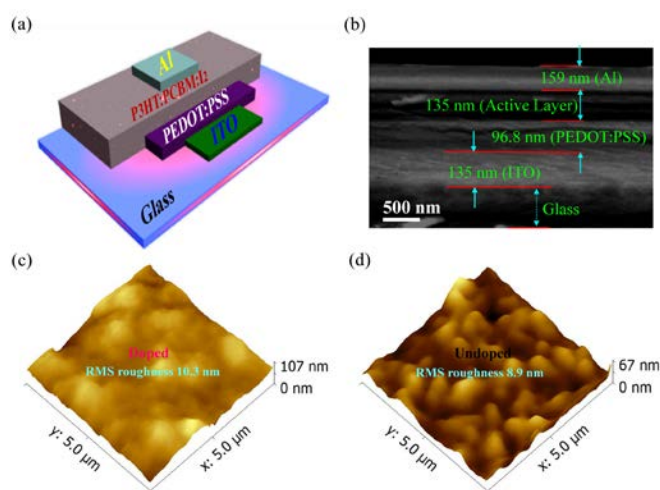 (a)
Al
P3HT:PCBM:I2
PEDOT:PSS
ITO
Glass
(b)
159 nm (Al)
135 nm (Active Layer)
96.8 nm (PEDOT:PSS)
135 nm (ITO)
Glass
500 nm
(c)
Doped
RMS roughness 10.3 nm
107 nm
0 nm
y: 5.0 µm
x: 5.0 µm
(d)
Undoped
RMS roughness 8.9 nm
67 nm
0 nm
y: 5.0 µm
x: 5.0 µm